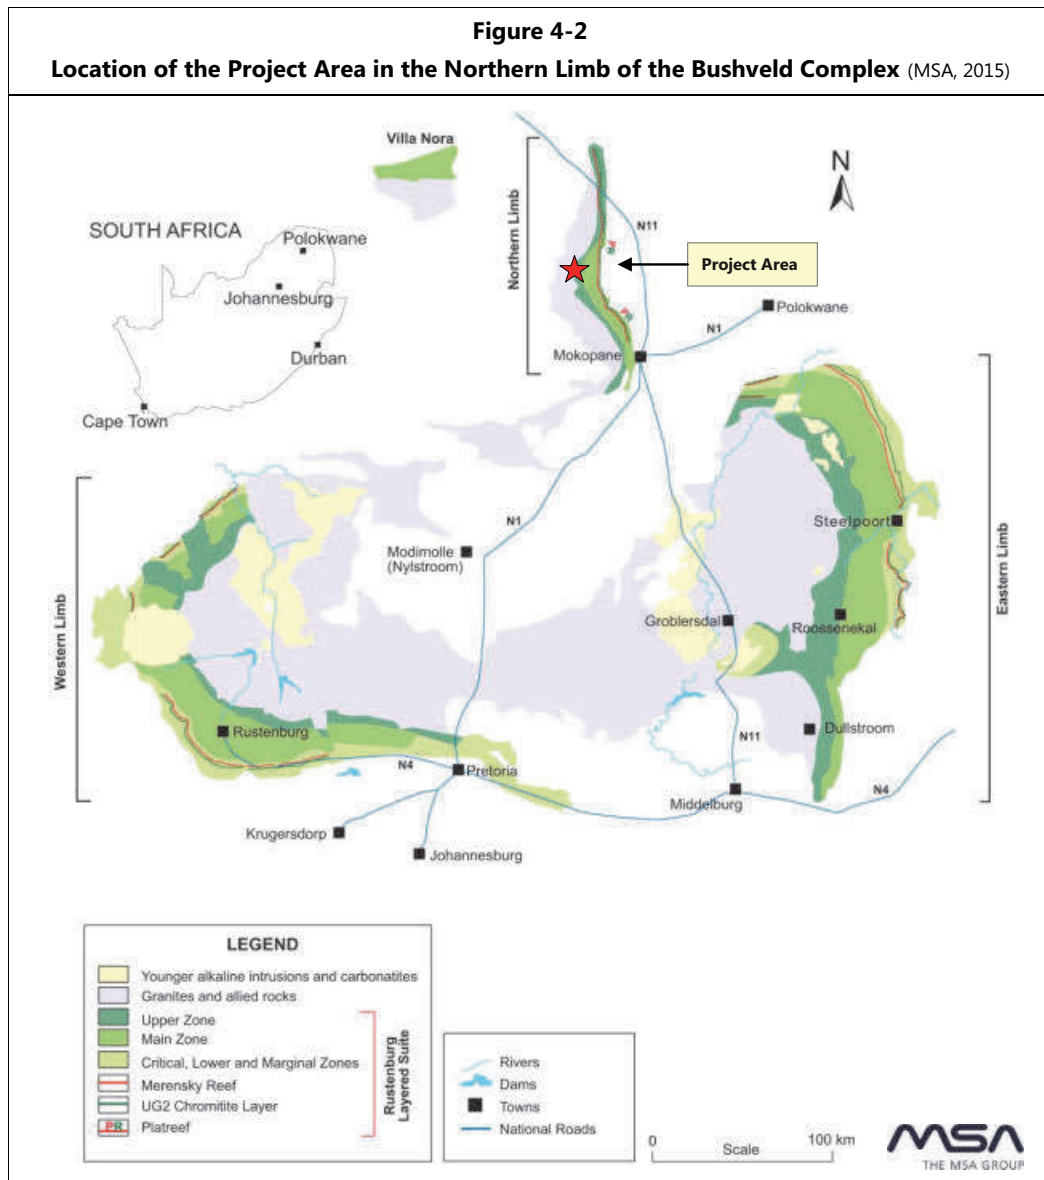 Figure 4-2
Location of the Project Area in the Northern Limb of the Bushveld Complex (MSA, 2015)
Villa Nora
SOUTH AFRICA
Polokwane
Johannesburg
Durban
Cape Town
Northern Limb
N11
N
PR
Project Area
Polokwane
N1
PR
Mokopane
Western Limb
N1
Modimolle
(Nylstroom)
Steelpoort
Eastern Limb
Groblersdal
Roossenekal
Rustenburg
N4
Pretoria
N11
Dullstroom
Middelburg
N4
Krugersdorp
Johannesburg
LEGEND
Younger alkaline intrusions and carbonatites
Granites and allied rocks
Upper Zone
Main Zone
Critical, Lower and Marginal Zones
Merensky Reef
UG2 Chromitite Layer
PR Platreef
Rustenburg
Layered Suite
Rivers
Dams
Towns
National Roads
0 100 km
Scale
MSA
THE MSA GROUP